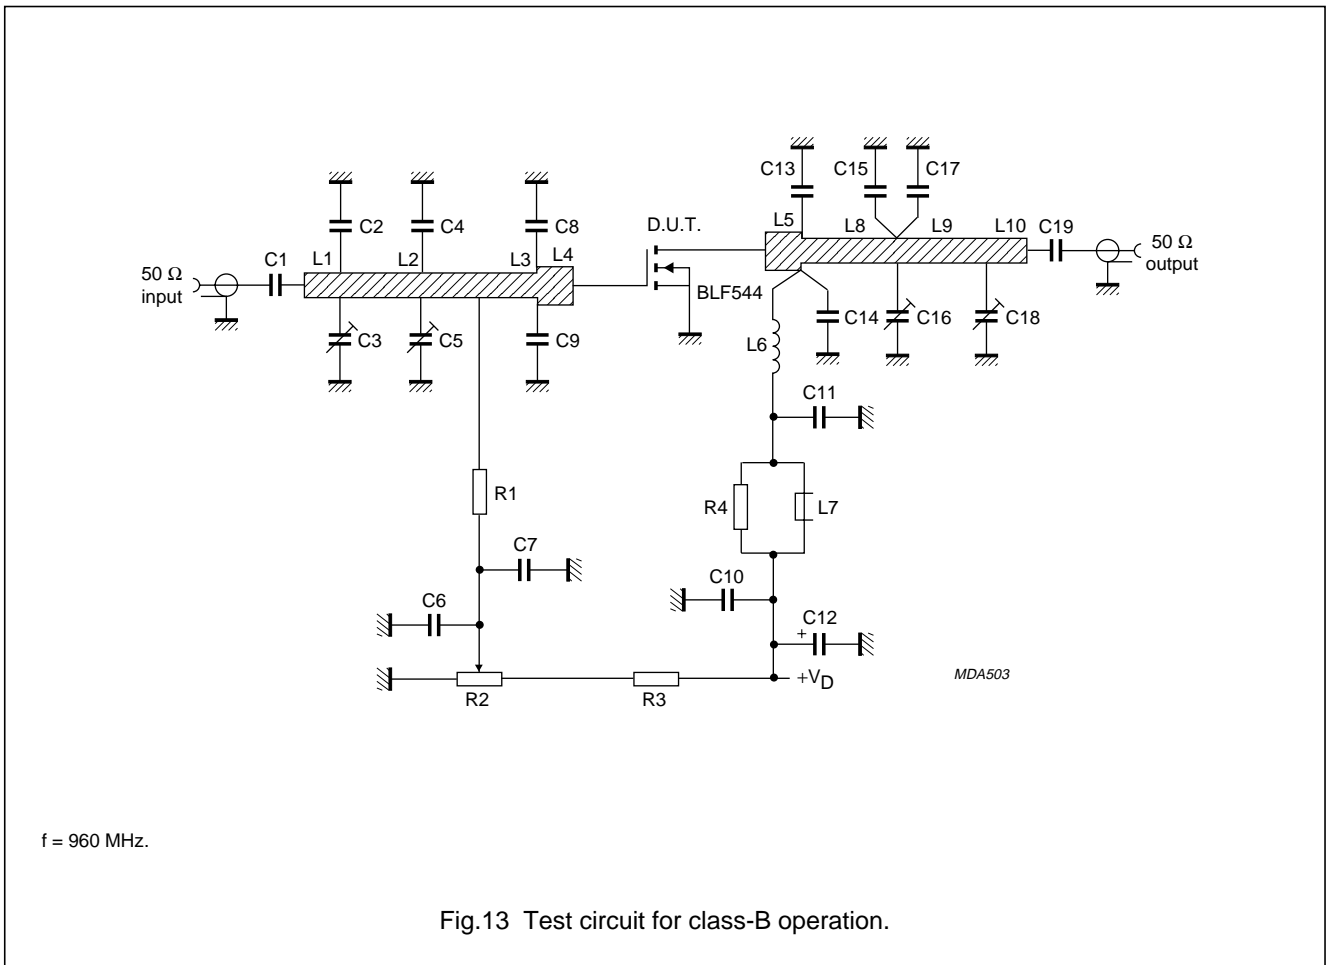 C13
C15
C17
C2
C4
C8
D.U.T.
L5
L8
L9
L10
C19
50 Ω
input
C1
L1
L2
L3
L4
50 Ω
output
BLF544
C3
C5
C9
C14
C16
C18
L6
C11
R1
R4
L7
C7
C10
C6
C12
+
R2
R3
+VD
MDA503
f = 960 MHz.
Fig.13 Test circuit for class-B operation.